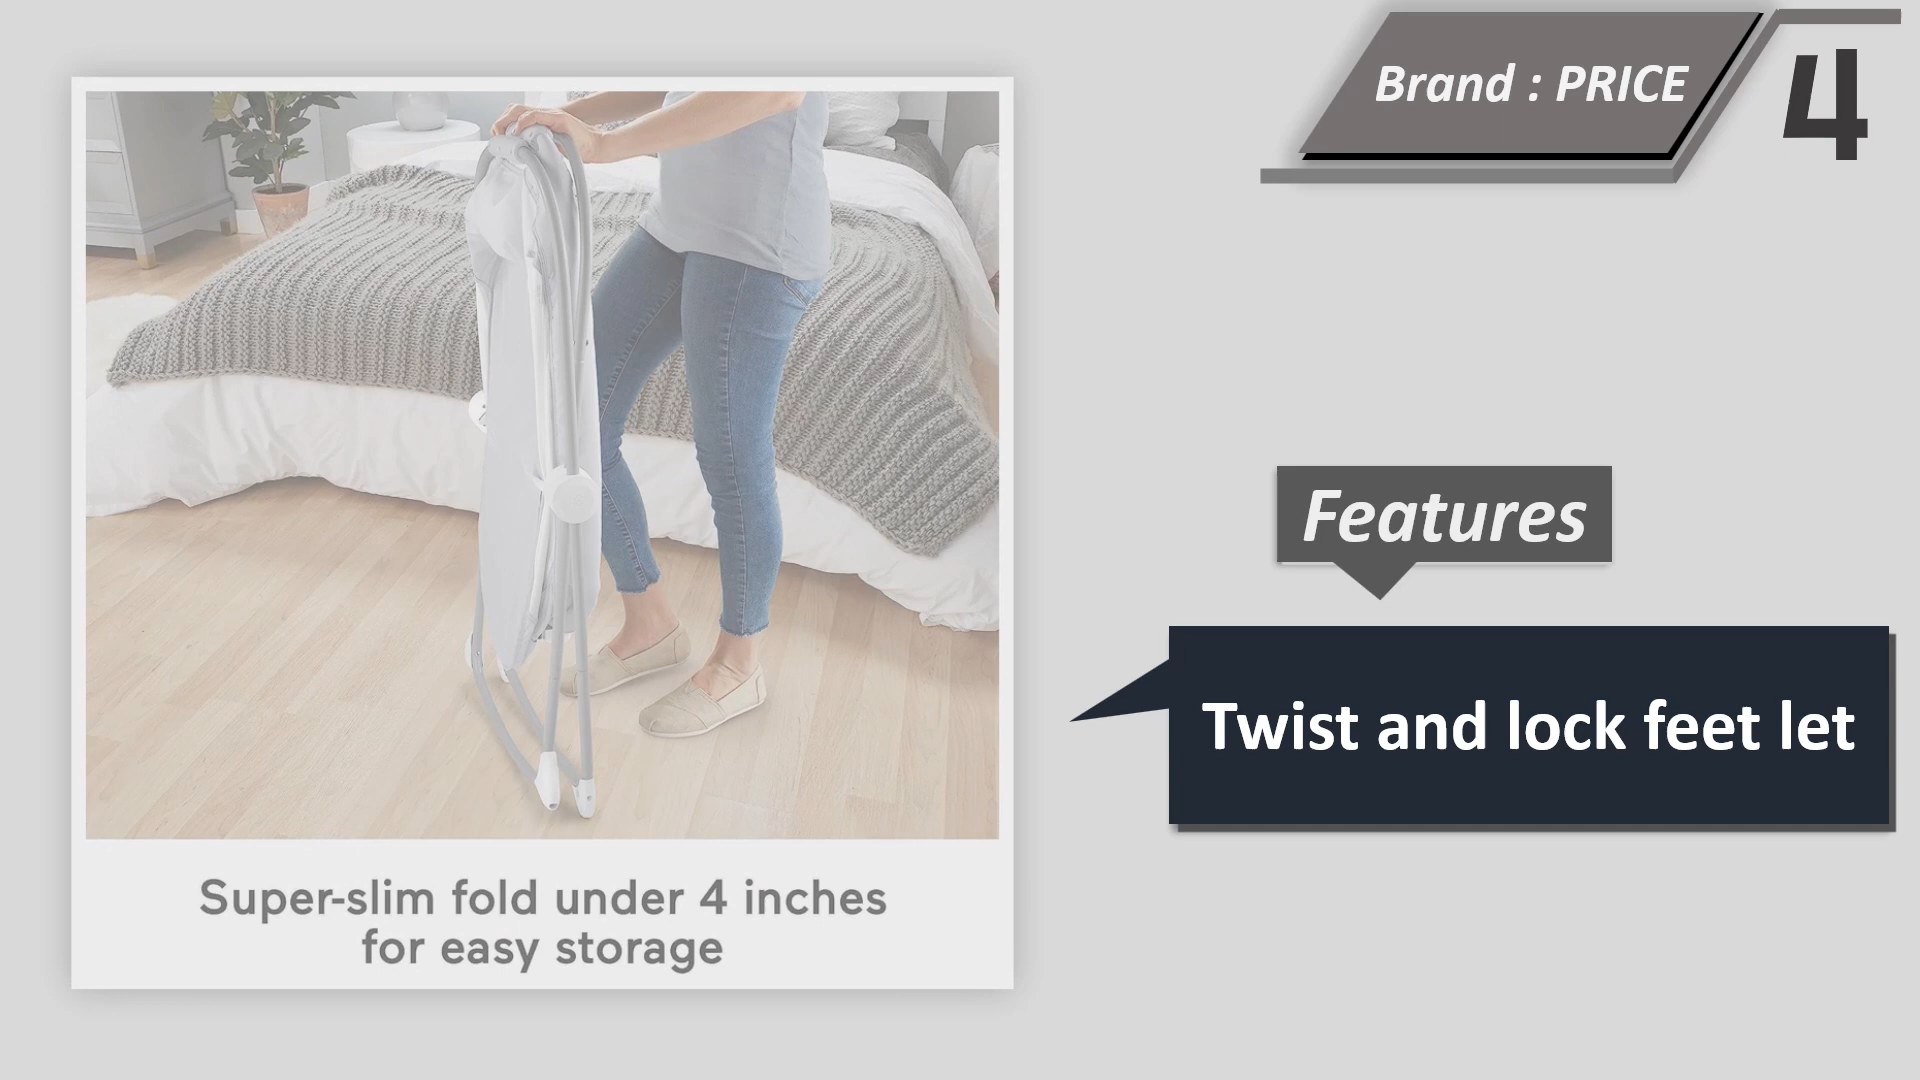 Brand : PRICE
4
Features
Twist and lock feet let
Super-slim fold under 4 inches
for easy storage